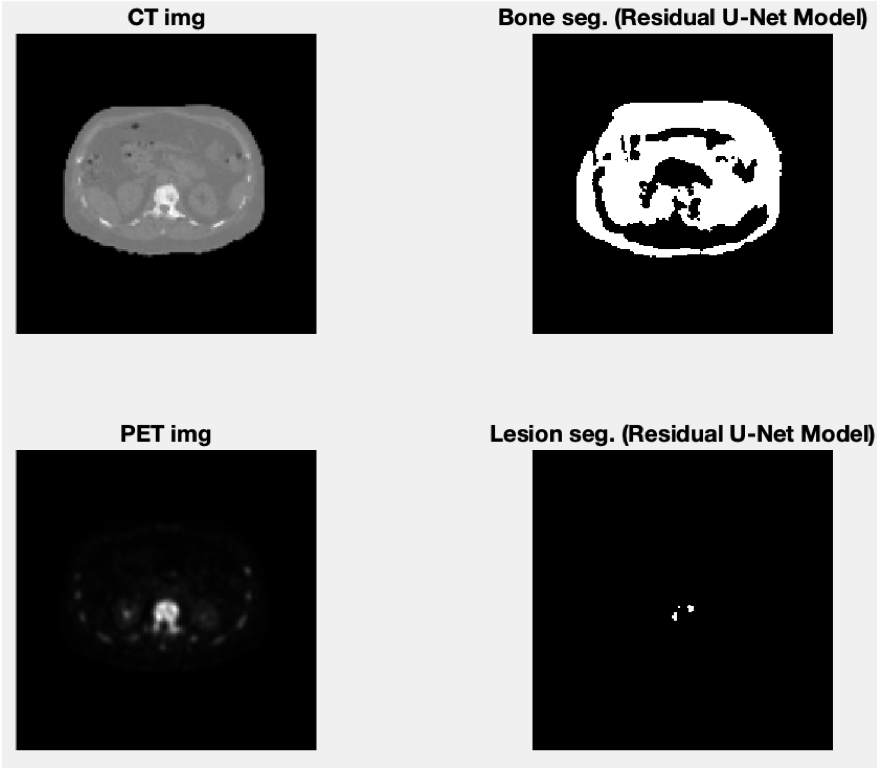 CT img
Bone seg. (Residual U-Net Model)
PET img
Lesion seg. (Residual U-Net Model)